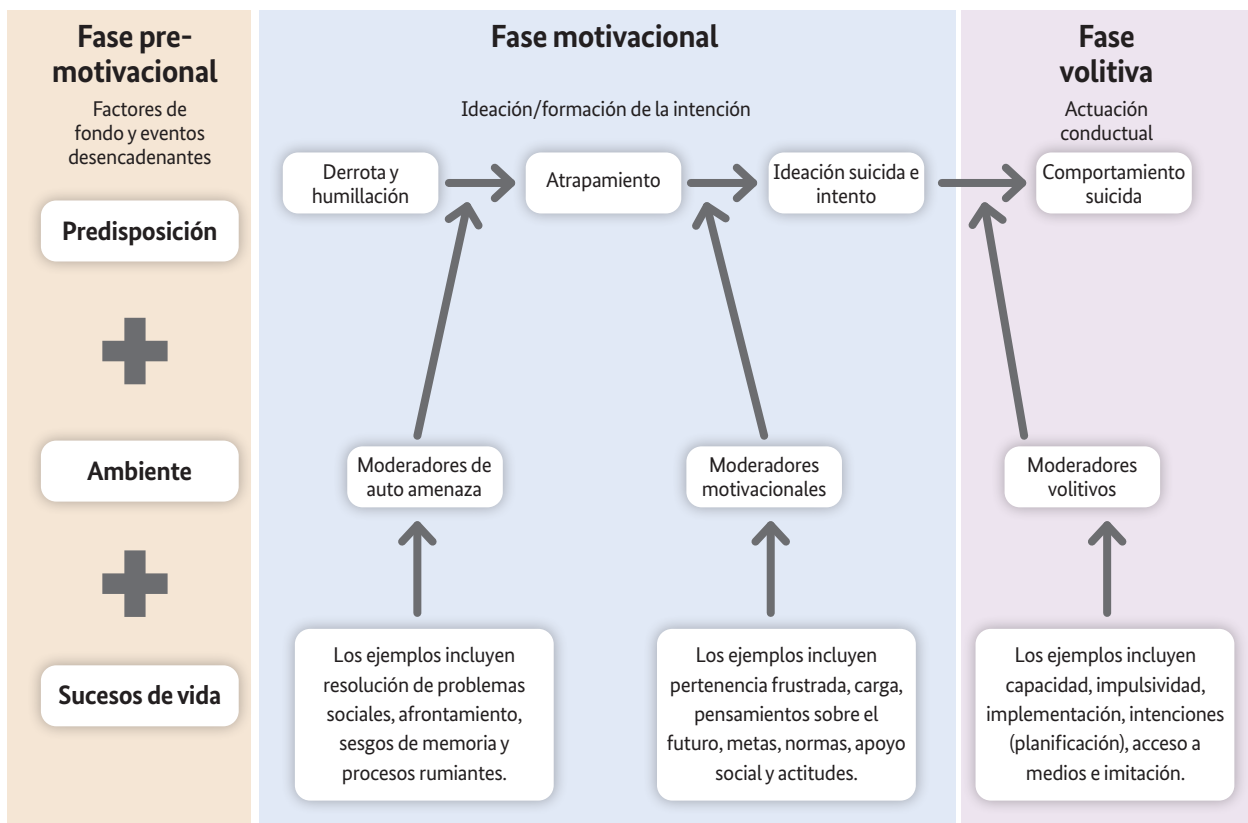 Fase pre-
motivacional
Factores de
fondo y eventos
desencadenantes
Predisposición
Ambiente
Sucesos de vida
Fase motivacional
Ideación/formación de la intención
Derrota y
humillación
Atrapamiento
Ideación suicida e
intento
Moderadores de
auto amenaza
Moderadores
motivacionales
Los ejemplos incluyen
resolución de problemas
sociales, afrontamiento,
sesgos de memoria y
procesos rumiantes.
Los ejemplos incluyen
pertenencia frustrada, carga,
pensamientos sobre el
futuro, metas, normas, apoyo
social y actitudes.
Fase
volitiva
Actuación
conductual
Comportamiento
suicida
Moderadores
volitivos
Los ejemplos incluyen
capacidad, impulsividad,
implementación, intenciones
(planificación), acceso a
medios e imitación.